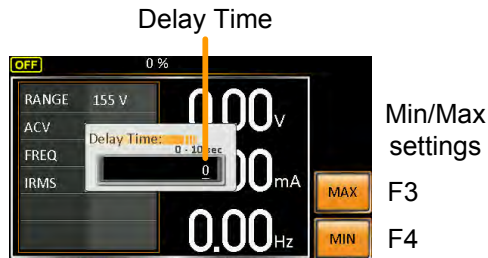 Delay Time
OFF 0 %
RANGE 155 V
0.00V
ACV
Delay Time:
0 - 10 sec
FREQ
0
IRMS
00mA
0.00Hz
Min/Max
settings
MAX F3
MIN F4